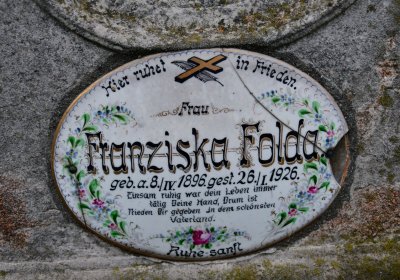 Hier ruhet in Frieden.
Frau
Franziska Folda.
geb. a. 8./IV 1896. gest. 26./I 1926.
Einsam ruhig war dein Leben immer
tätig Deine Hand, Drum ist
Frieden Dir gegeben in dem schönsten
Vaterland.
Ruhe sanft